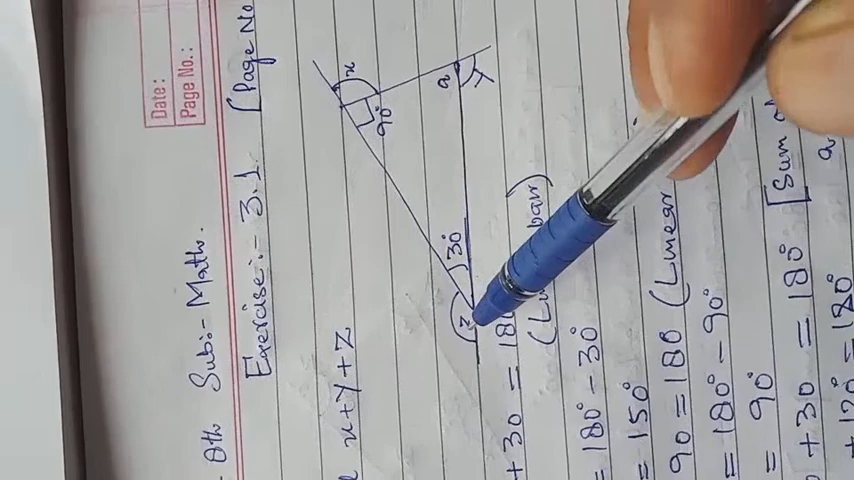 Date:
Page No.:
8th Sub:- Math.
Exercise:- 3.1 [Page No
x+y+z
x
90°
a
y
30°
z
+ 30 = 180
= 180° - 30°
= 150°
90 = 180 (Linear
= 180° - 90°
= 90°
+ 30 = 180° [Sum
a
+ 120° = 180°